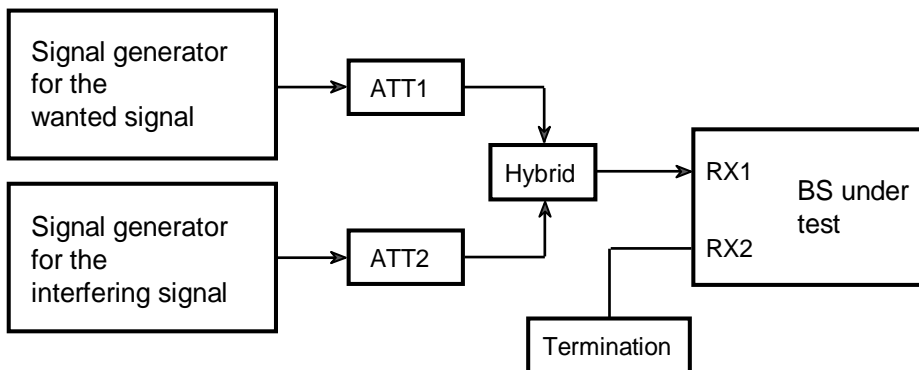 Signal generator
for the
wanted signal
ATT1
Hybrid
RX1
BS under
test
RX2
Signal generator
for the
interfering signal
ATT2
Termination